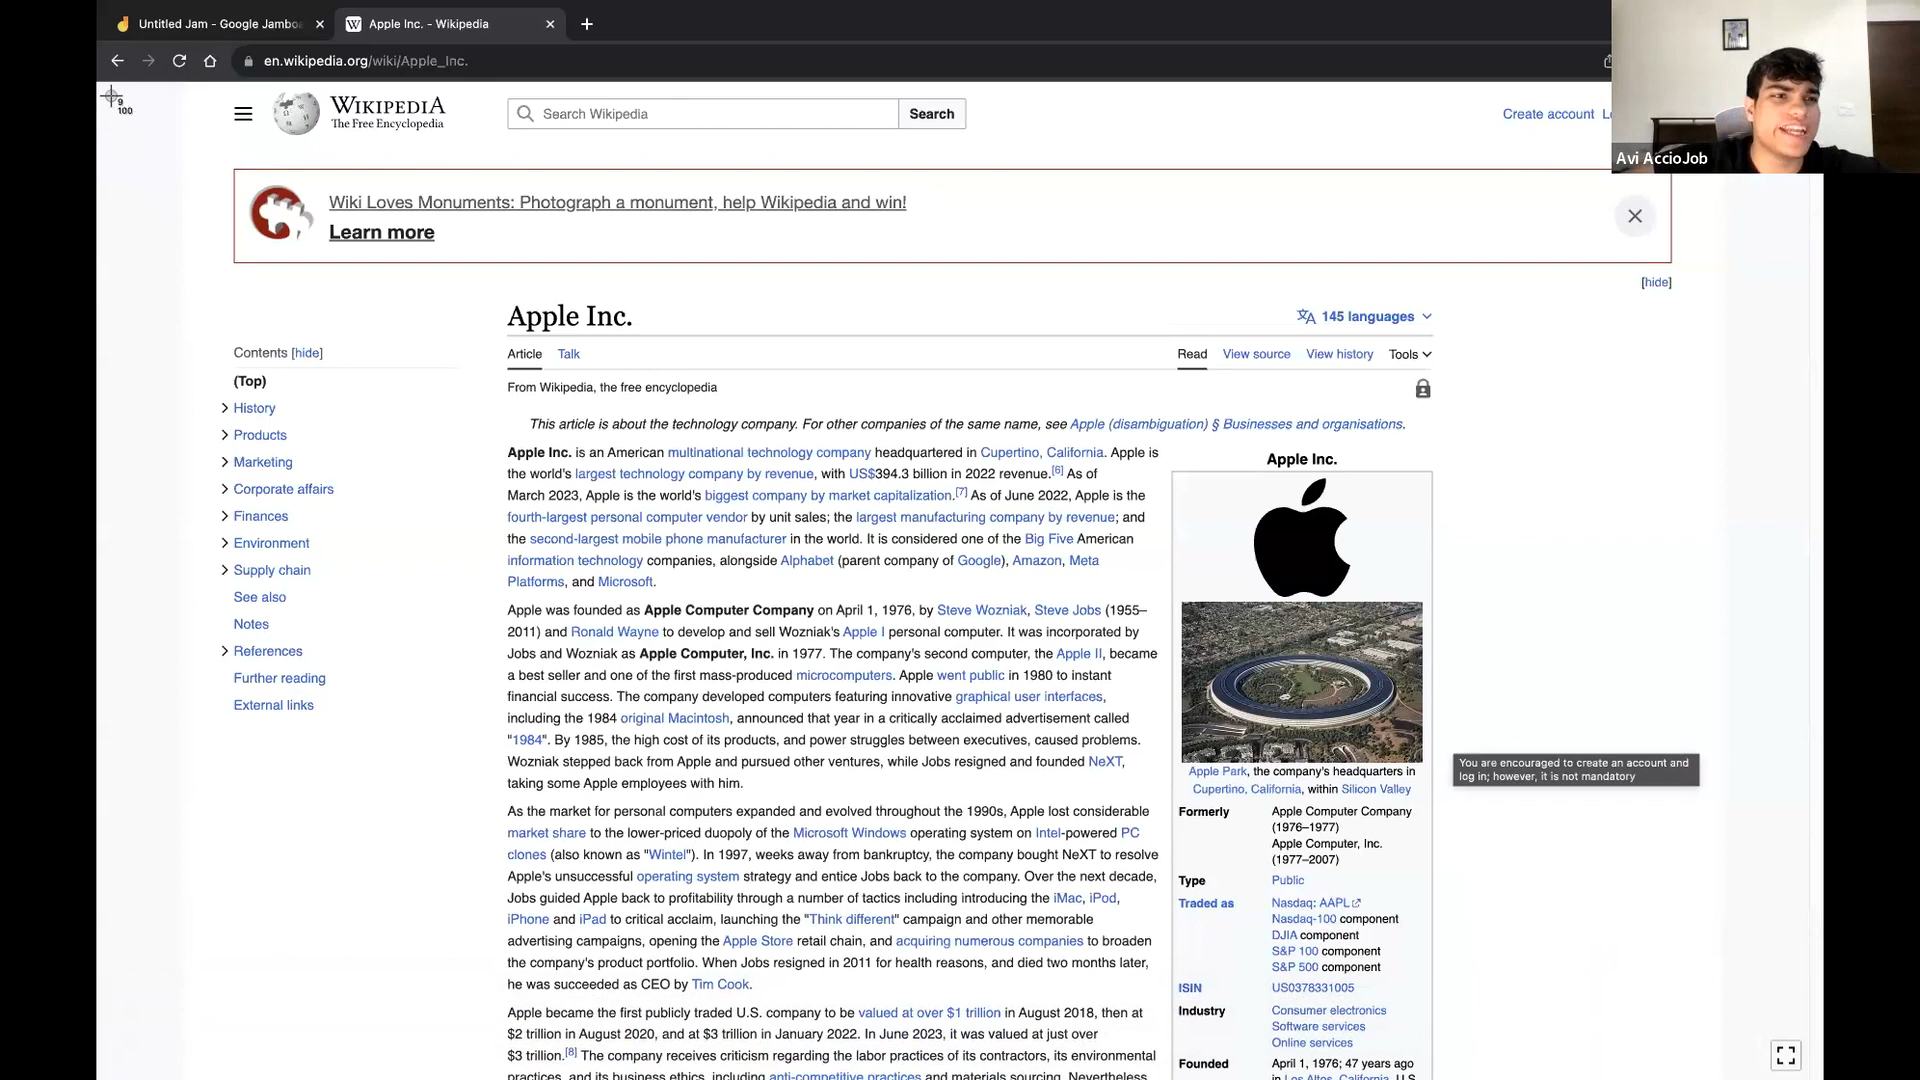 Untitled Jam - Google Jambo
Apple Inc. - Wikipedia
en.wikipedia.org/wiki/Apple_Inc.
9
100
WIKIPEDIA
The Free Encyclopedia
Search Wikipedia
Search
Create account
Avi AccioJob
Wiki Loves Monuments: Photograph a monument, help Wikipedia and win!
Learn more
[hide]
Apple Inc.
145 languages
Contents [hide]
(Top)
History
Products
Marketing
Corporate affairs
Finances
Environment
Supply chain
See also
Notes
References
Further reading
External links
Article Talk
Read View source View history Tools
From Wikipedia, the free encyclopedia
This article is about the technology company. For other companies of the same name, see Apple (disambiguation) § Businesses and organisations.
Apple Inc. is an American multinational technology company headquartered in Cupertino, California. Apple is
the world's largest technology company by revenue, with US$394.3 billion in 2022 revenue.[6] As of
March 2023, Apple is the world's biggest company by market capitalization.[7] As of June 2022, Apple is the
fourth-largest personal computer vendor by unit sales; the largest manufacturing company by revenue; and
the second-largest mobile phone manufacturer in the world. It is considered one of the Big Five American
information technology companies, alongside Alphabet (parent company of Google), Amazon, Meta
Platforms, and Microsoft.
Apple was founded as Apple Computer Company on April 1, 1976, by Steve Wozniak, Steve Jobs (1955–
2011) and Ronald Wayne to develop and sell Wozniak's Apple I personal computer. It was incorporated by
Jobs and Wozniak as Apple Computer, Inc. in 1977. The company's second computer, the Apple II, became
a best seller and one of the first mass-produced microcomputers. Apple went public in 1980 to instant
financial success. The company developed computers featuring innovative graphical user interfaces,
including the 1984 original Macintosh, announced that year in a critically acclaimed advertisement called
"1984". By 1985, the high cost of its products, and power struggles between executives, caused problems.
Wozniak stepped back from Apple and pursued other ventures, while Jobs resigned and founded NeXT,
taking some Apple employees with him.
As the market for personal computers expanded and evolved throughout the 1990s, Apple lost considerable
market share to the lower-priced duopoly of the Microsoft Windows operating system on Intel-powered PC
clones (also known as "Wintel"). In 1997, weeks away from bankruptcy, the company bought NeXT to resolve
Apple's unsuccessful operating system strategy and entice Jobs back to the company. Over the next decade,
Jobs guided Apple back to profitability through a number of tactics including introducing the iMac, iPod,
iPhone and iPad to critical acclaim, launching the "Think different" campaign and other memorable
advertising campaigns, opening the Apple Store retail chain, and acquiring numerous companies to broaden
the company's product portfolio. When Jobs resigned in 2011 for health reasons, and died two months later,
he was succeeded as CEO by Tim Cook.
Apple became the first publicly traded U.S. company to be valued at over $1 trillion in August 2018, then at
$2 trillion in August 2020, and at $3 trillion in January 2022. In June 2023, it was valued at just over
$3 trillion.[8] The company receives criticism regarding the labor practices of its contractors, its environmental
practices, and its business ethics, including anti-competitive practices and materials sourcing. Nevertheless
Apple Inc.
Apple Park, the company's headquarters in
Cupertino, California, within Silicon Valley
Formerly Apple Computer Company
(1976–1977)
Apple Computer, Inc.
(1977–2007)
Type Public
Traded as Nasdaq: AAPL
Nasdaq-100 component
DJIA component
S&P 100 component
S&P 500 component
ISIN US0378331005
Industry Consumer electronics
Software services
Online services
Founded April 1, 1976; 47 years ago
in Los Altos, California, U.S.
You are encouraged to create an account and
log in; however, it is not mandatory